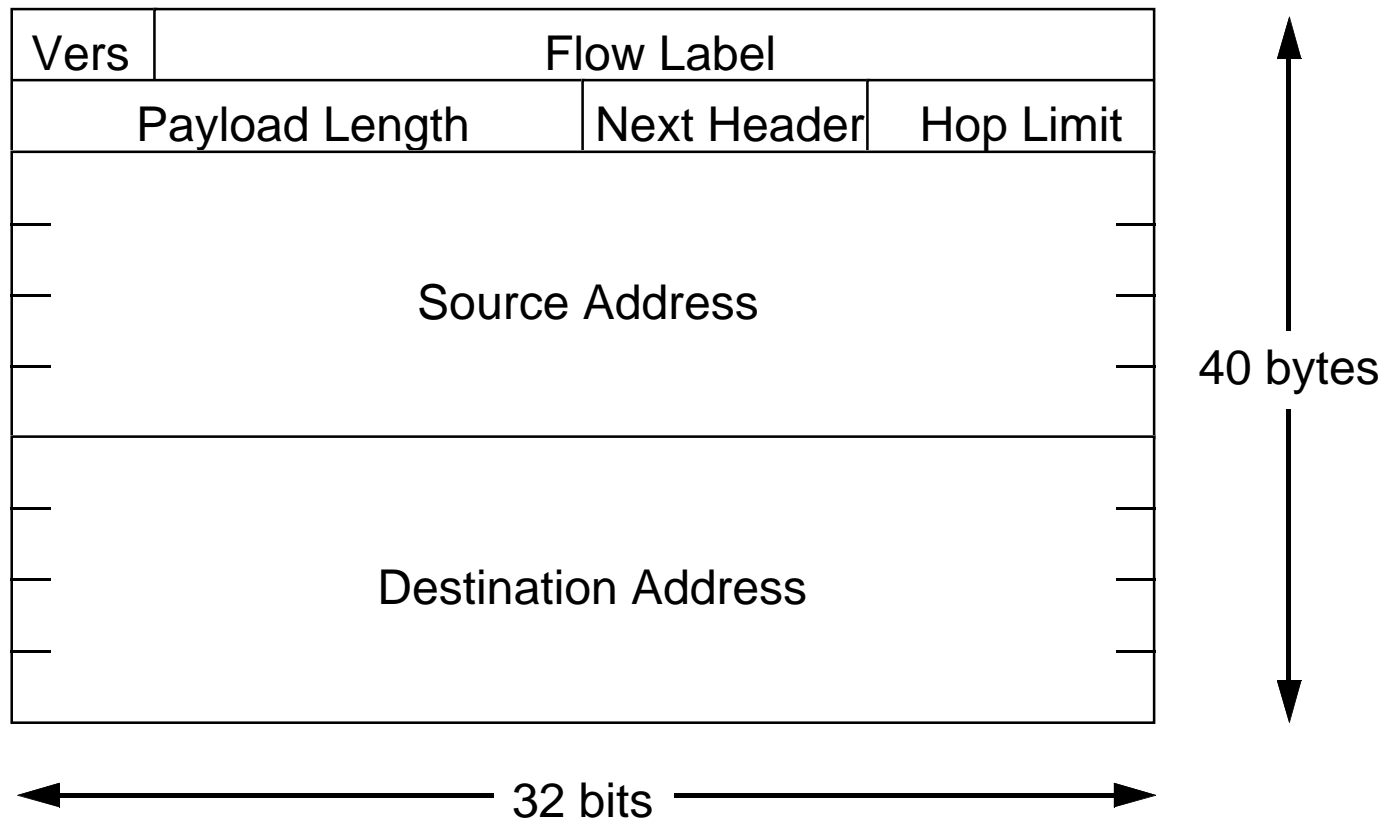 Vers Flow Label
Payload Length Next Header Hop Limit
Source Address
40 bytes
Destination Address
32 bits